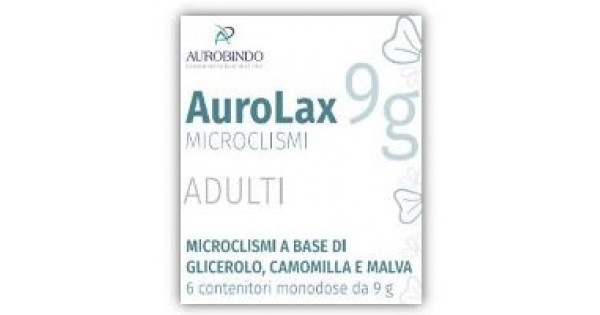 AUROBINDO
AuroLax 9g
MICROCLISMI
ADULTI
MICROCLISMI A BASE DI
GLICEROLO, CAMOMILLA E MALVA
6 contenitori monodose da 9 g